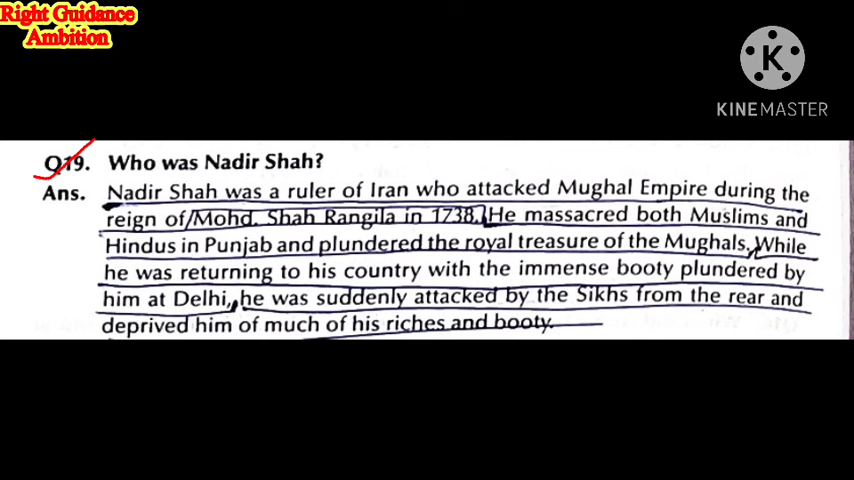 Right Guidance
Ambition
K
KINEMASTER
Q19. Who was Nadir Shah?
Ans. Nadir Shah was a ruler of Iran who attacked Mughal Empire during the
reign of Mohd. Shah Rangila in 1738. He massacred both Muslims and
Hindus in Punjab and plundered the royal treasure of the Mughals. While
he was returning to his country with the immense booty plundered by
him at Delhi, he was suddenly attacked by the Sikhs from the rear and
deprived him of much of his riches and booty.